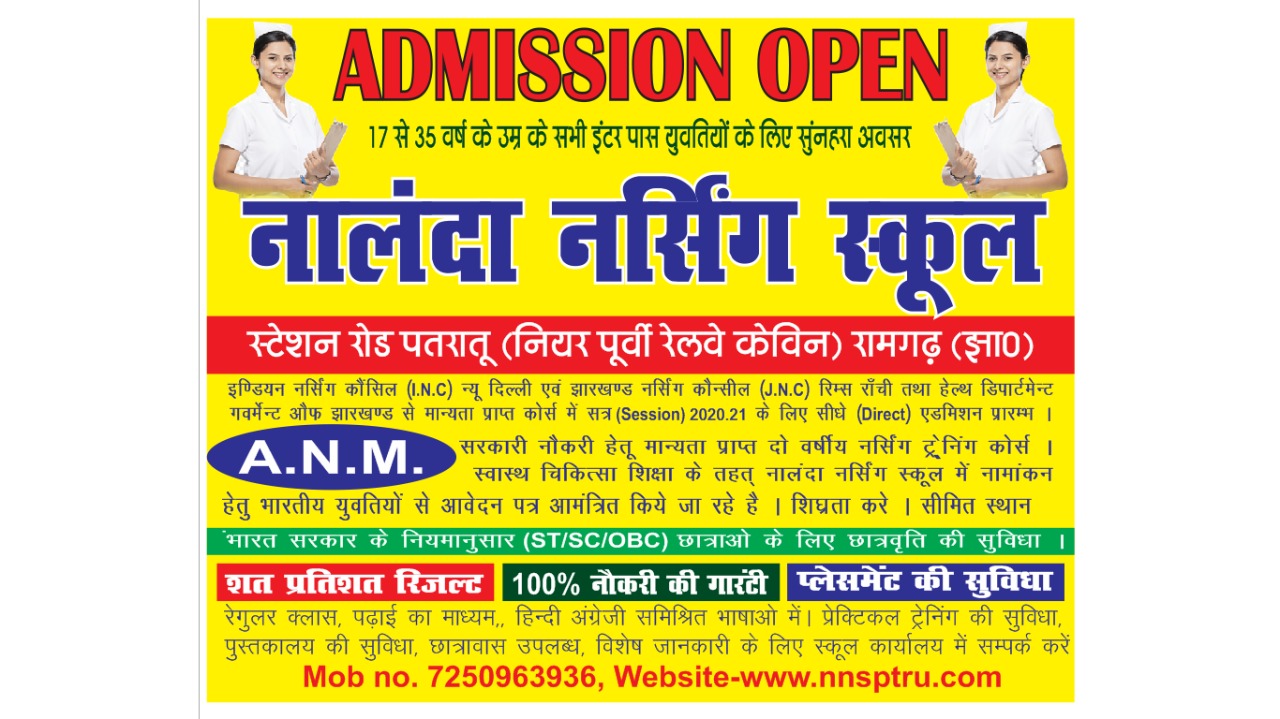 ADMISSION OPEN
17 से 35 वर्ष के उम्र के सभी इंटर पास युवतियों के लिए सुंनहरा अवसर
नालंदा नर्सिंग स्कूल
स्टेशन रोड पतरातू (नियर पूर्वी रेलवे केविन) रामगढ़ (झा0)
इण्डियन नर्सिंग कौंसिल (I.N.C) न्यू दिल्ली एवं झारखण्ड नर्सिंग कौन्सील (J.N.C) रिम्स राँची तथा हेल्थ डिपार्टमेन्ट
गवर्मेन्ट औफ झारखण्ड से मान्यता प्राप्त कोर्स में सत्र (Session) 2020.21 के लिए सीधे (Direct) एडमिशन प्रारम्भ ।
A.N.M. सरकारी नौकरी हेतू मान्यता प्राप्त दो वर्षीय नर्सिंग ट्रेनिंग कोर्स ।
स्वास्थ चिकित्सा शिक्षा के तहत् नालंदा नर्सिंग स्कूल में नामांकन
हेतु भारतीय युवतियों से आवेदन पत्र आमंत्रित किये जा रहे है । शिघ्रता करे । सीमित स्थान
भारत सरकार के नियमानुसार (ST/SC/OBC) छात्राओ के लिए छात्रवृति की सुविधा ।
शत प्रतिशत रिजल्ट 100% नौकरी की गारंटी प्लेसमेंट की सुविधा
रेगुलर क्लास, पढ़ाई का माध्यम,, हिन्दी अंग्रेजी समिश्रित भाषाओ में। प्रेक्टिकल ट्रेनिंग की सुविधा,
पुस्तकालय की सुविधा, छात्रावास उपलब्ध, विशेष जानकारी के लिए स्कूल कार्यालय में सम्पर्क करें
Mob no. 7250963936, Website-www.nnsptru.com